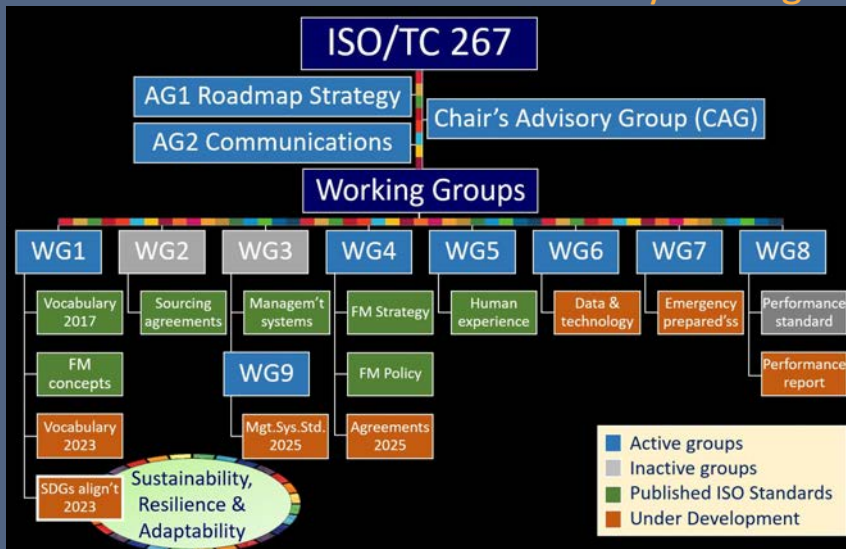 ISO/TC 267
AG1 Roadmap Strategy
Chair's Advisory Group (CAG)
AG2 Communications
Working Groups
WG1
WG2
WG3
WG4
WG5
WG6
WG7
WG8
Vocabulary
2017
Sourcing
agreements
Managem't
systems
FM Strategy
Human
experience
Data &
technology
Emergency
prepared'ss
Performance
standard
FM
concepts
WG9
FM Policy
Performance
report
Vocabulary
2023
Mgt.Sys.Std.
2025
Agreements
2025
SDGs align't
2023
Sustainability,
Resilience &
Adaptability
Active groups
Inactive groups
Published ISO Standards
Under Development